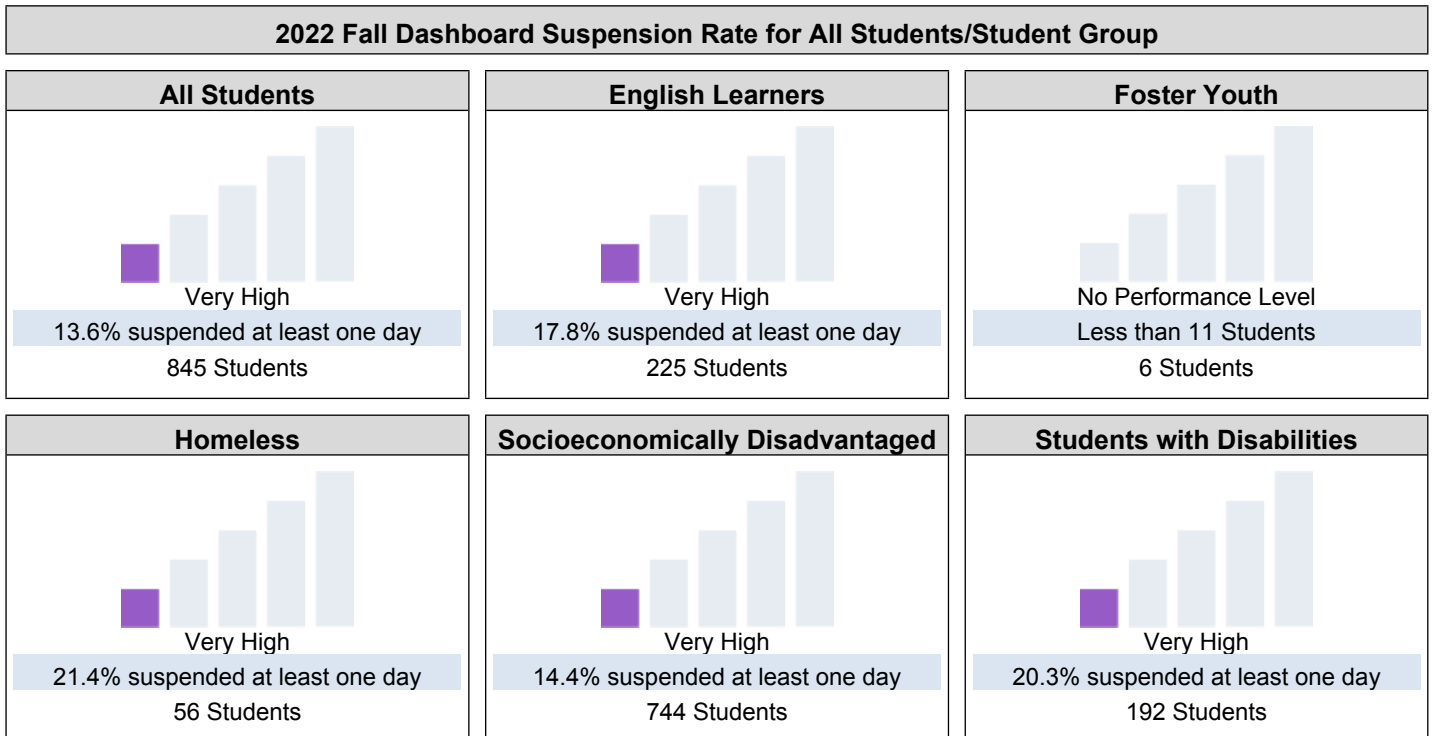 2022 Fall Dashboard Suspension Rate for All Students/Student Group
All Students
Very High
13.6% suspended at least one day
845 Students
English Learners
Very High
17.8% suspended at least one day
225 Students
Foster Youth
No Performance Level
Less than 11 Students
6 Students
Homeless
Very High
21.4% suspended at least one day
56 Students
Socioeconomically Disadvantaged
Very High
14.4% suspended at least one day
744 Students
Students with Disabilities
Very High
20.3% suspended at least one day
192 Students